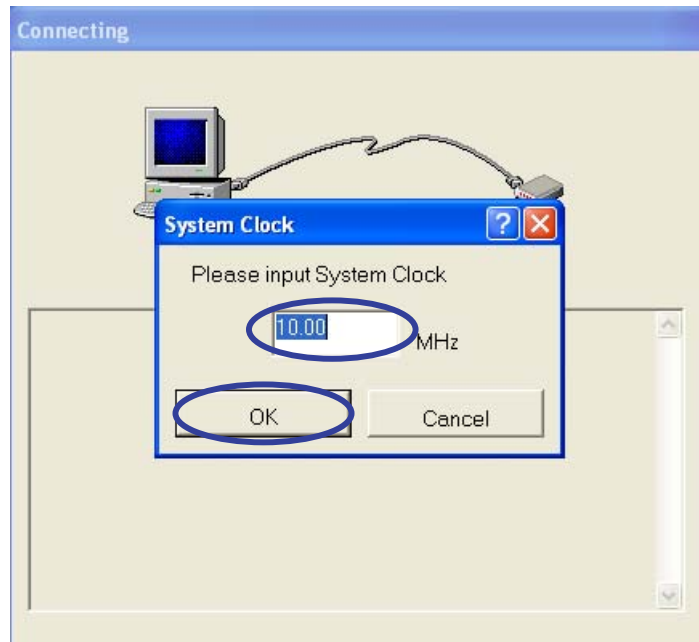 Connecting
System Clock
?
Please input System Clock
10.00 MHz
OK Cancel